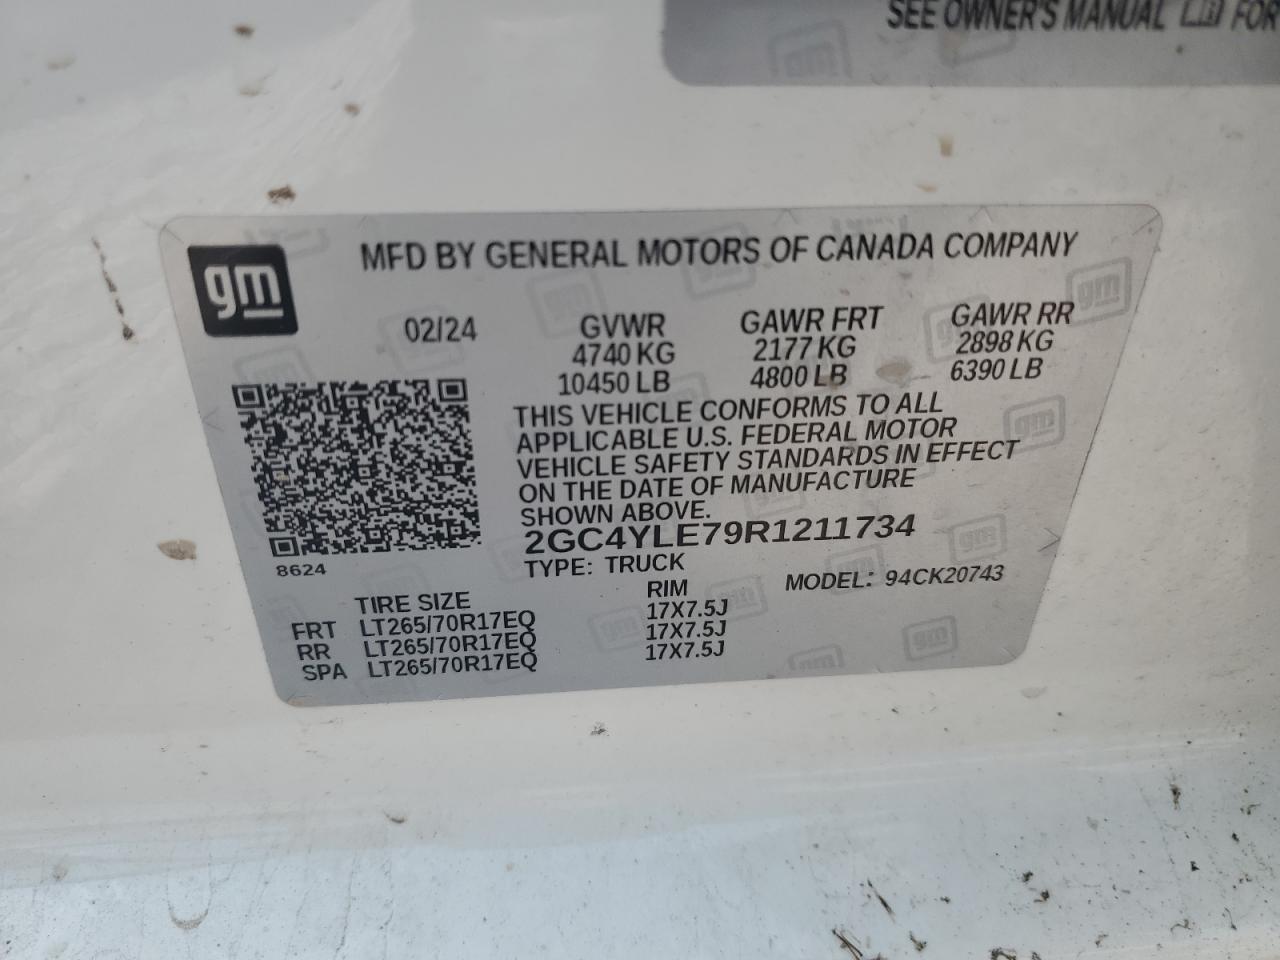 SEE OWNER'S MANUAL FOR
gm
MFD BY GENERAL MOTORS OF CANADA COMPANY
02/24 GVWR GAWR FRT GAWR RR
4740 KG 2177 KG 2898 KG
10450 LB 4800 LB 6390 LB
THIS VEHICLE CONFORMS TO ALL
APPLICABLE U.S. FEDERAL MOTOR
VEHICLE SAFETY STANDARDS IN EFFECT
ON THE DATE OF MANUFACTURE
SHOWN ABOVE.
2GC4YLE79R1211734
8624
TYPE: TRUCK MODEL: 94CK20743
TIRE SIZE RIM
FRT LT265/70R17EQ 17X7.5J
RR LT265/70R17EQ 17X7.5J
SPA LT265/70R17EQ 17X7.5J